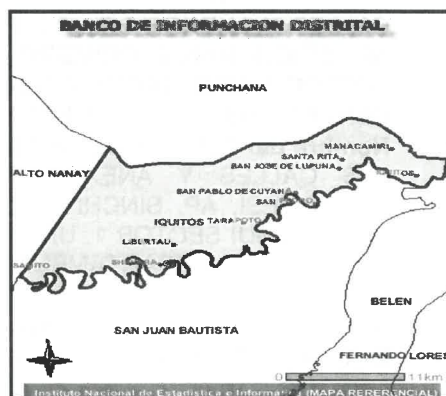 BANCO DE INFORMACION DISTRITAL
PUNCHANA
MANACAMIRI
SANTA RITA
SAN JOSE DE LUPUNA
ALTO NANAY
SAN PABLO DE CUYANA
SAN
IQUITOS
TARAPOTO
LIBERTAD
BELEN
SAN JUAN BAUTISTA
FERNANDO LORES
0 11km
Instituto Nacional de Estadística e Informática (MAPA REFERENCIAL)